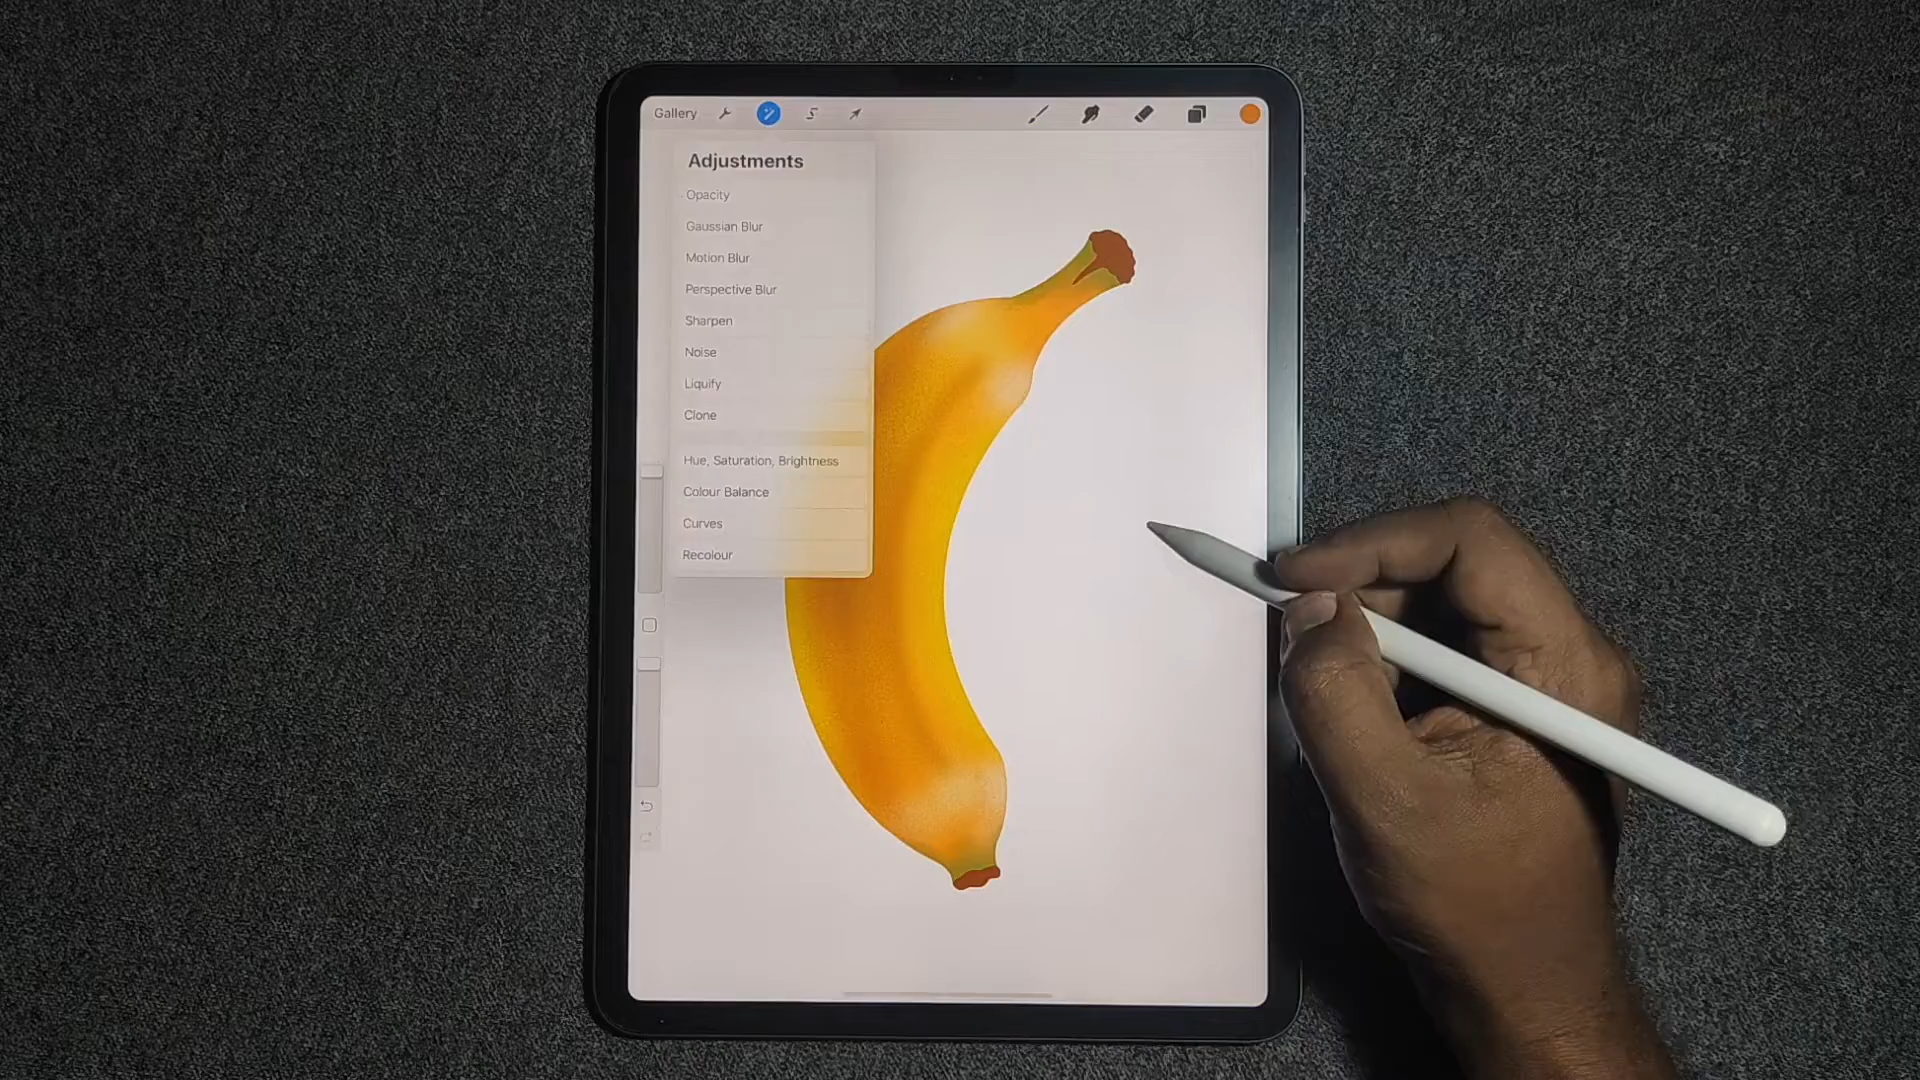 Gallery
Adjustments
Opacity
Gaussian Blur
Motion Blur
Perspective Blur
Sharpen
Noise
Liquify
Clone
Hue, Saturation, Brightness
Colour Balance
Curves
Recolour